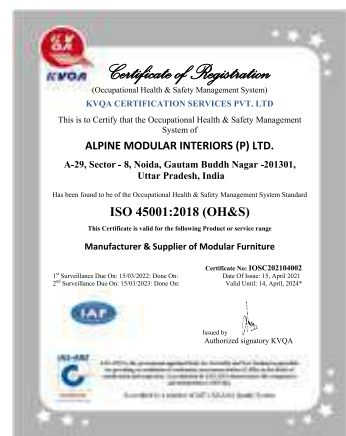 KVQA
KVQA
Certificate of Registration
(Occupational Health & Safety Management System)
KVQA CERTIFICATION SERVICES PVT. LTD
This is to Certify that the Occupational Health & Safety Management
System of
ALPINE MODULAR INTERIORS (P) LTD.
A-29, Sector - 8, Noida, Gautam Buddh Nagar -201301,
Uttar Pradesh, India
Has been found to be of the Occupational Health & Safety Management System Standard
ISO 45001:2018 (OH&S)
This Certificate is valid for the following Product or service range
Manufacturer & Supplier of Modular Furniture
Certificate No: IOSC202104002
1st Surveillance Due On: 15/03/2022: Done On: Date Of Issue: 15, April 2021
2nd Surveillance Due On: 15/03/2023: Done On: Valid Until: 14, April, 2024*
IAF
Issued by
Authorized signatory KVQA